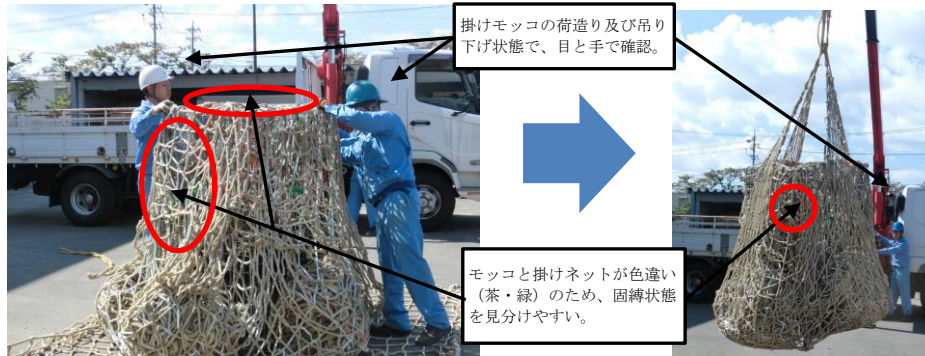 掛けモッコの荷造り及び吊り
下げ状態で、目と手で確認。
モッコと掛けネットが色違い
（茶・緑）のため、固縛状態
を見分けやすい。